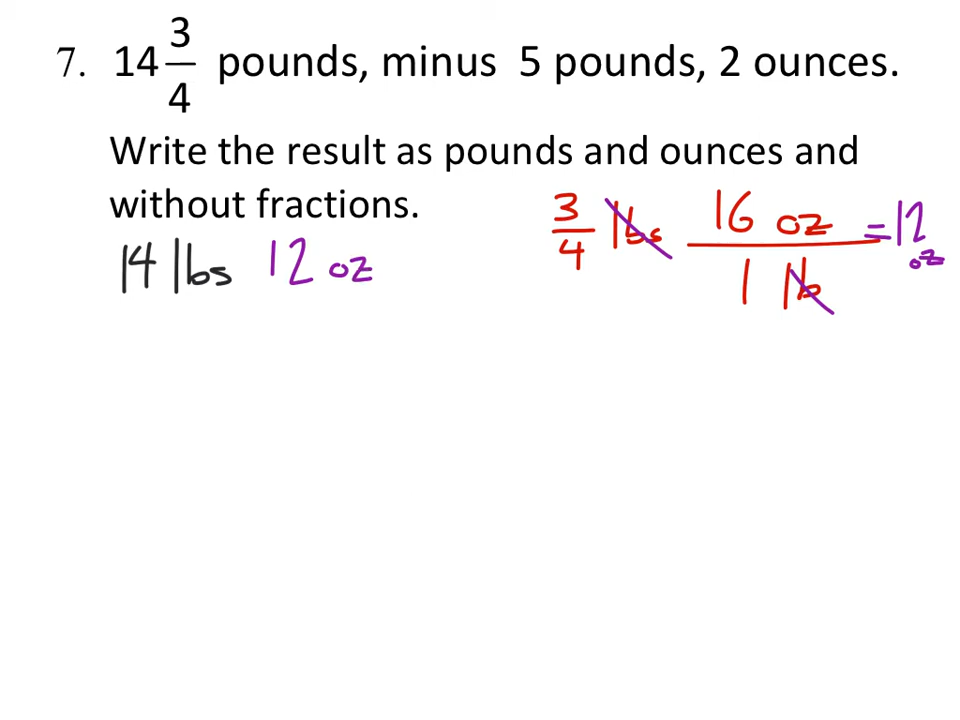 7. 14 3/4 pounds, minus 5 pounds, 2 ounces.
Write the result as pounds and ounces and
without fractions.
3/4 lbs 16 oz / 1 lb = 12 oz
14 lbs 12 oz